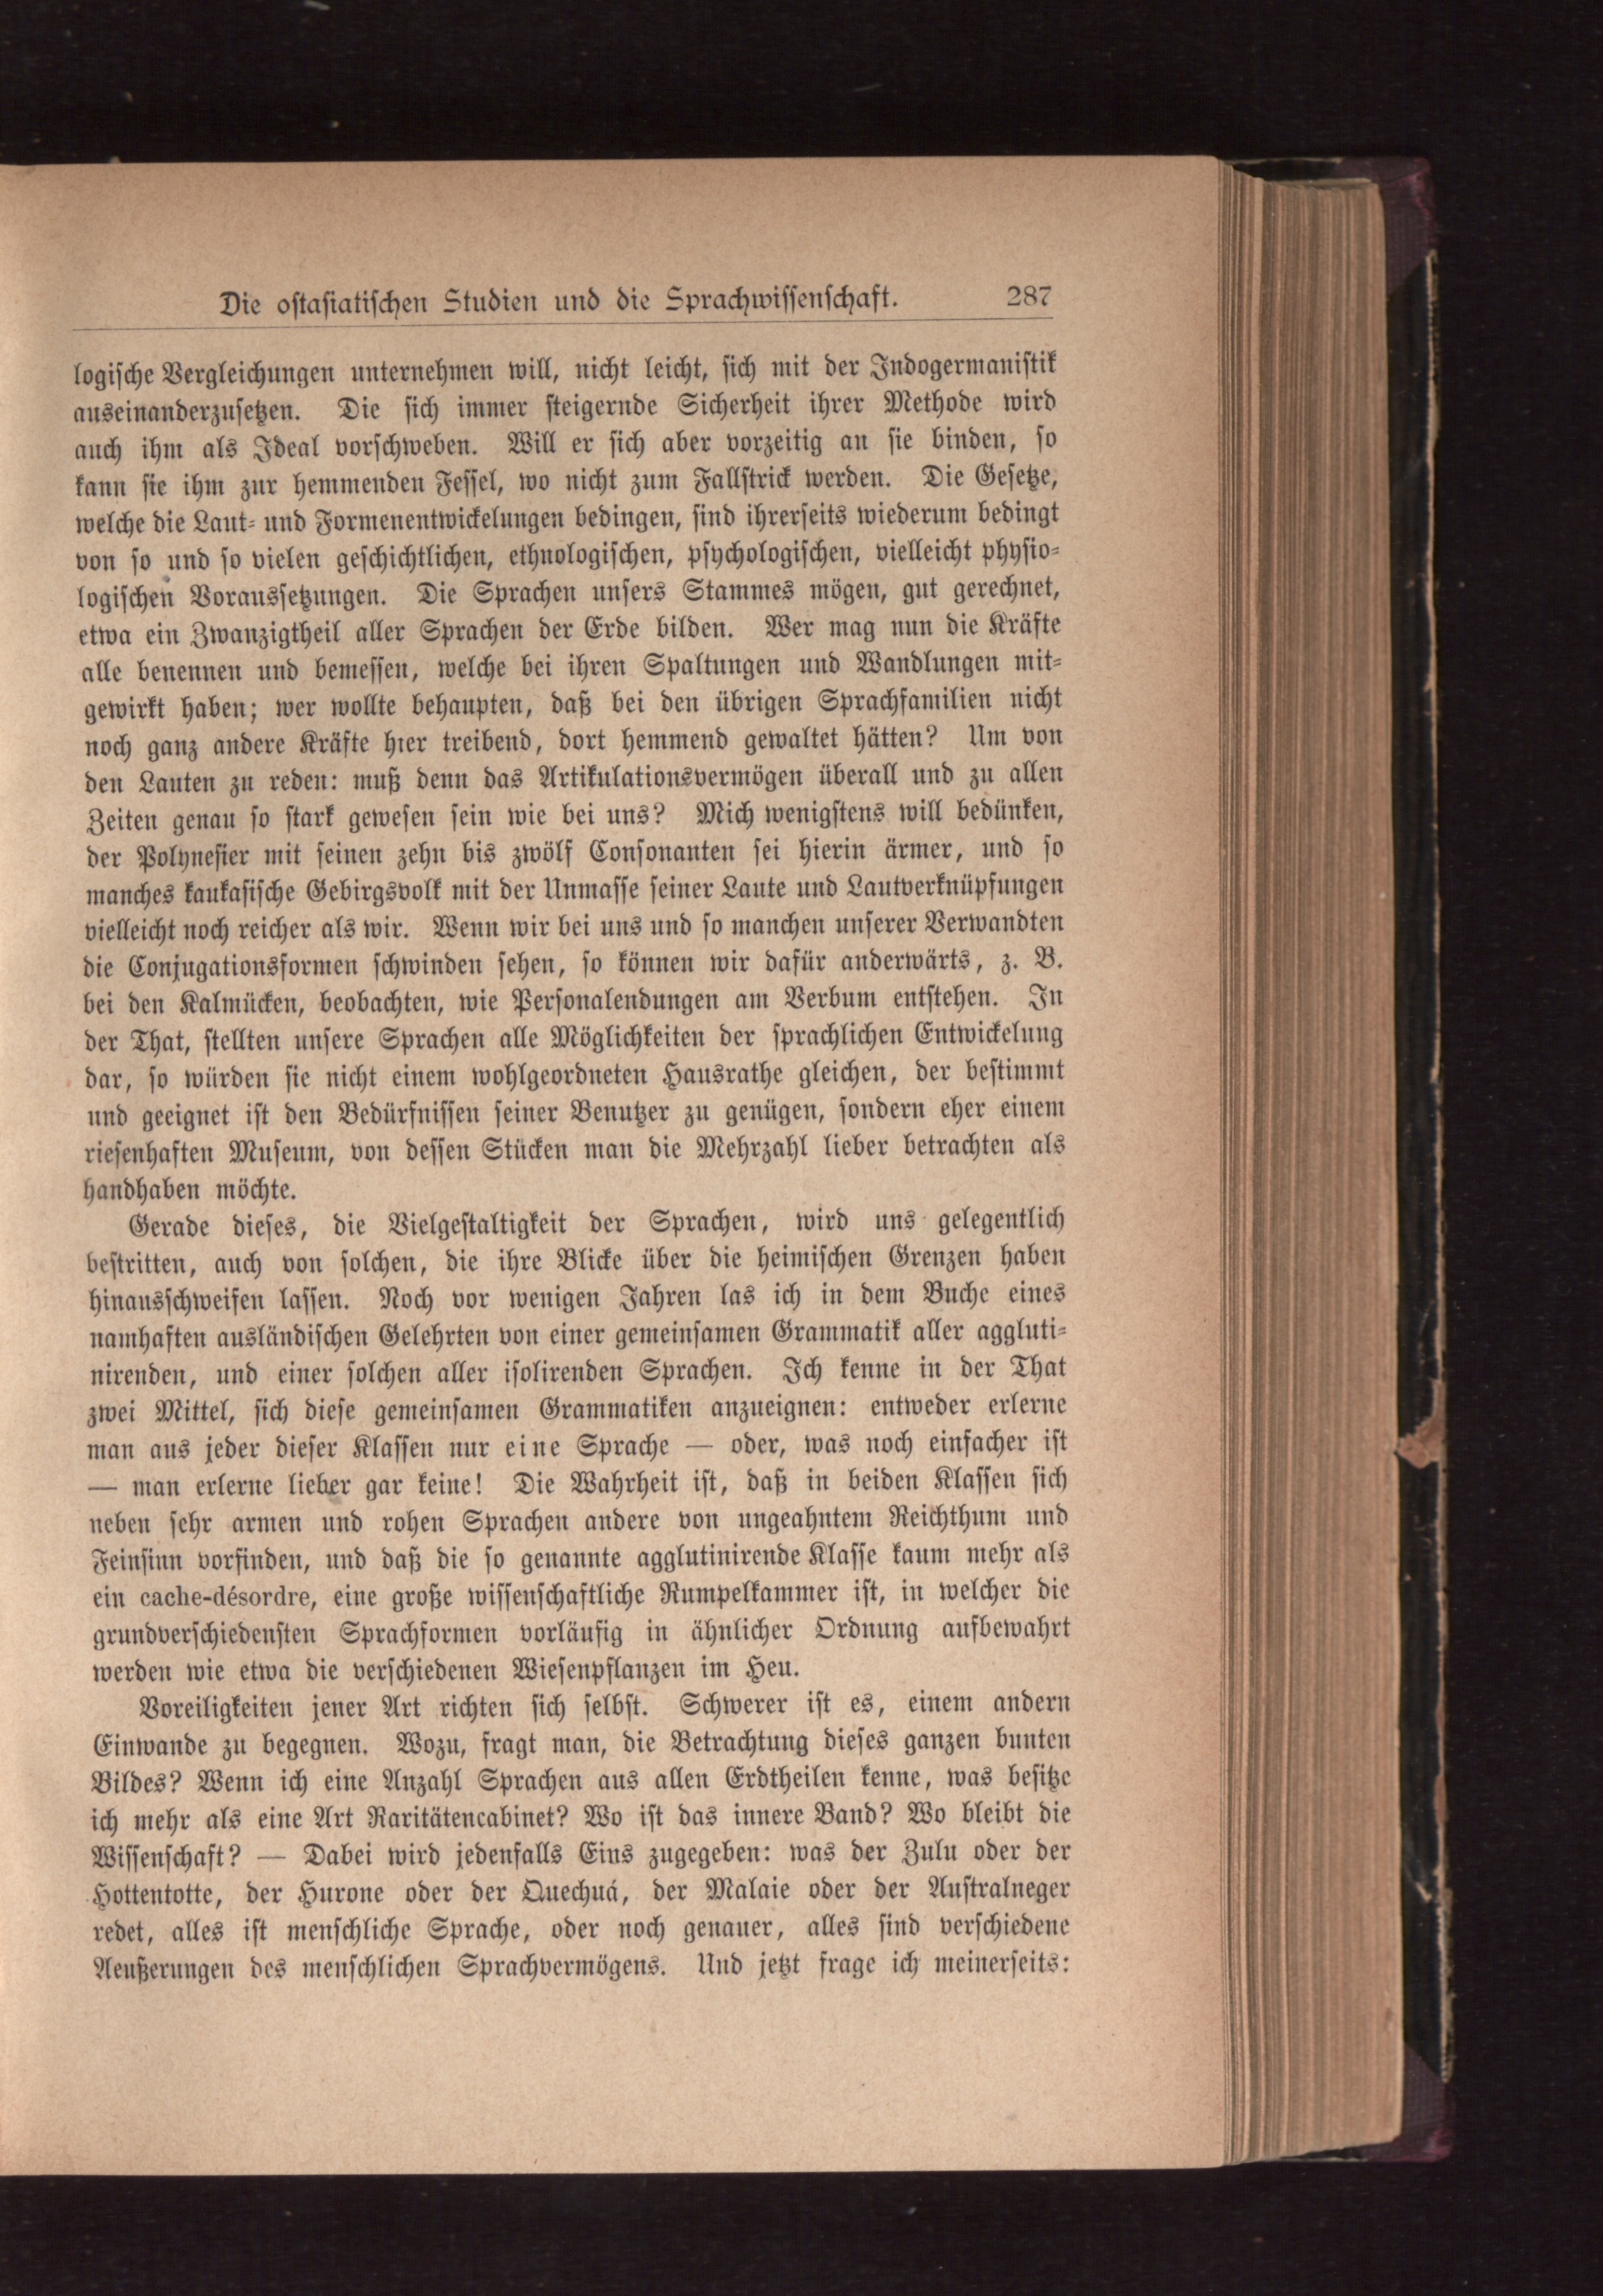 Die ostasiatischen Studien und die Sprachwissenschaft. 287
logische Vergleichungen unternehmen will, nicht leicht, sich mit der Indogermanistik
auseinanderzusetzen. Die sich immer steigernde Sicherheit ihrer Methode wird
auch ihm als Ideal vorschweben. Will er sich aber vorzeitig an sie binden, so
kann sie ihm zur hemmenden Fessel, wo nicht zum Fallstrick werden. Die Gesetze,
welche die Laut- und Formenentwickelungen bedingen, sind ihrerseits wiederum bedingt
von so und so vielen geschichtlichen, ethnologischen, psychologischen, vielleicht physio-
logischen Voraussetzungen. Die Sprachen unsers Stammes mögen, gut gerechnet,
etwa ein Zwanzigtheil aller Sprachen der Erde bilden. Wer mag nun die Kräfte
alle benennen und bemessen, welche bei ihren Spaltungen und Wandlungen mit-
gewirkt haben; wer wollte behaupten, daß bei den übrigen Sprachfamilien nicht
noch ganz andere Kräfte hier treibend, dort hemmend gewaltet hätten? Um von
den Lauten zu reden: muß denn das Artikulationsvermögen überall und zu allen
Zeiten genau so stark gewesen sein wie bei uns? Mich wenigstens will bedünken,
der Polynesier mit seinen zehn bis zwölf Consonanten sei hierin ärmer, und so
manches kaukasische Gebirgsvolk mit der Unmasse seiner Laute und Lautverknüpfungen
vielleicht noch reicher als wir. Wenn wir bei uns und so manchen unserer Verwandten
die Conjugationsformen schwinden sehen, so können wir dafür anderwärts, z. B.
bei den Kalmücken, beobachten, wie Personalendungen am Verbum entstehen. In
der That, stellten unsere Sprachen alle Möglichkeiten der sprachlichen Entwickelung
dar, so würden sie nicht einem wohlgeordneten Hausrathe gleichen, der bestimmt
und geeignet ist den Bedürfnissen seiner Benutzer zu genügen, sondern eher einem
riesenhaften Museum, von dessen Stücken man die Mehrzahl lieber betrachten als
handhaben möchte.
Gerade dieses, die Vielgestaltigkeit der Sprachen, wird uns gelegentlich
bestritten, auch von solchen, die ihre Blicke über die heimischen Grenzen haben
hinausschweifen lassen. Noch vor wenigen Jahren las ich in dem Buche eines
namhaften ausländischen Gelehrten von einer gemeinsamen Grammatik aller aggluti-
nirenden, und einer solchen aller isolirenden Sprachen. Ich kenne in der That
zwei Mittel, sich diese gemeinsamen Grammatiken anzueignen: entweder erlerne
man aus jeder dieser Klassen nur eine Sprache — oder, was noch einfacher ist
— man erlerne lieber gar keine! Die Wahrheit ist, daß in beiden Klassen sich
neben sehr armen und rohen Sprachen andere von ungeahntem Reichthum und
Feinsinn vorfinden, und daß die so genannte agglutinirende Klasse kaum mehr als
ein cache-désordre, eine große wissenschaftliche Rumpelkammer ist, in welcher die
grundverschiedensten Sprachformen vorläufig in ähnlicher Ordnung aufbewahrt
werden wie etwa die verschiedenen Wiesenpflanzen im Heu.
Voreiligkeiten jener Art richten sich selbst. Schwerer ist es, einem andern
Einwande zu begegnen. Wozu, fragt man, die Betrachtung dieses ganzen bunten
Bildes? Wenn ich eine Anzahl Sprachen aus allen Erdtheilen kenne, was besitze
ich mehr als eine Art Raritätencabinet? Wo ist das innere Band? Wo bleibt die
Wissenschaft? — Dabei wird jedenfalls Eins zugegeben: was der Zulu oder der
Hottentotte, der Hurone oder der Quechuá, der Malaie oder der Australneger
redet, alles ist menschliche Sprache, oder noch genauer, alles sind verschiedene
Aeußerungen des menschlichen Sprachvermögens. Und jetzt frage ich meinerseits: